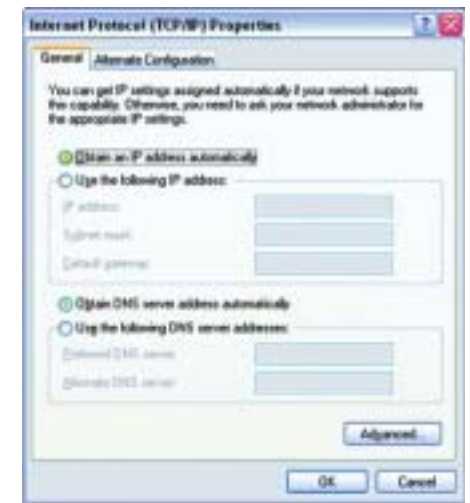 Internet Protocol (TCP/IP) Properties
General Alternate Configuration
You can get IP settings assigned automatically if your network supports
this capability. Otherwise, you need to ask your network administrator for
the appropriate IP settings.
Obtain an IP address automatically
Use the following IP address:
IP address:
Subnet mask:
Default gateway:
Obtain DNS server address automatically
Use the following DNS server addresses:
Preferred DNS server:
Alternate DNS server:
Advanced...
OK Cancel